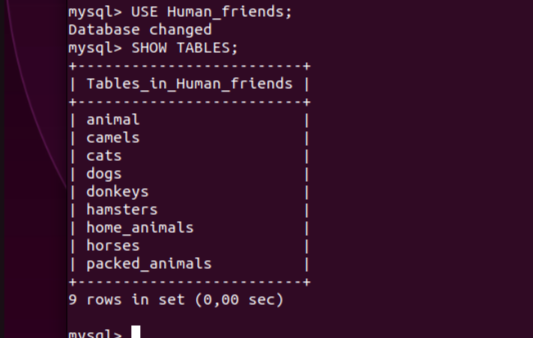 mysql> USE Human_friends;
Database changed
mysql> SHOW TABLES;
+-------------------------+
| Tables_in_Human_friends |
+-------------------------+
| animal                  |
| camels                  |
| cats                    |
| dogs                    |
| donkeys                 |
| hamsters                |
| home_animals            |
| horses                  |
| packed_animals          |
+-------------------------+
9 rows in set (0,00 sec)
mysql>